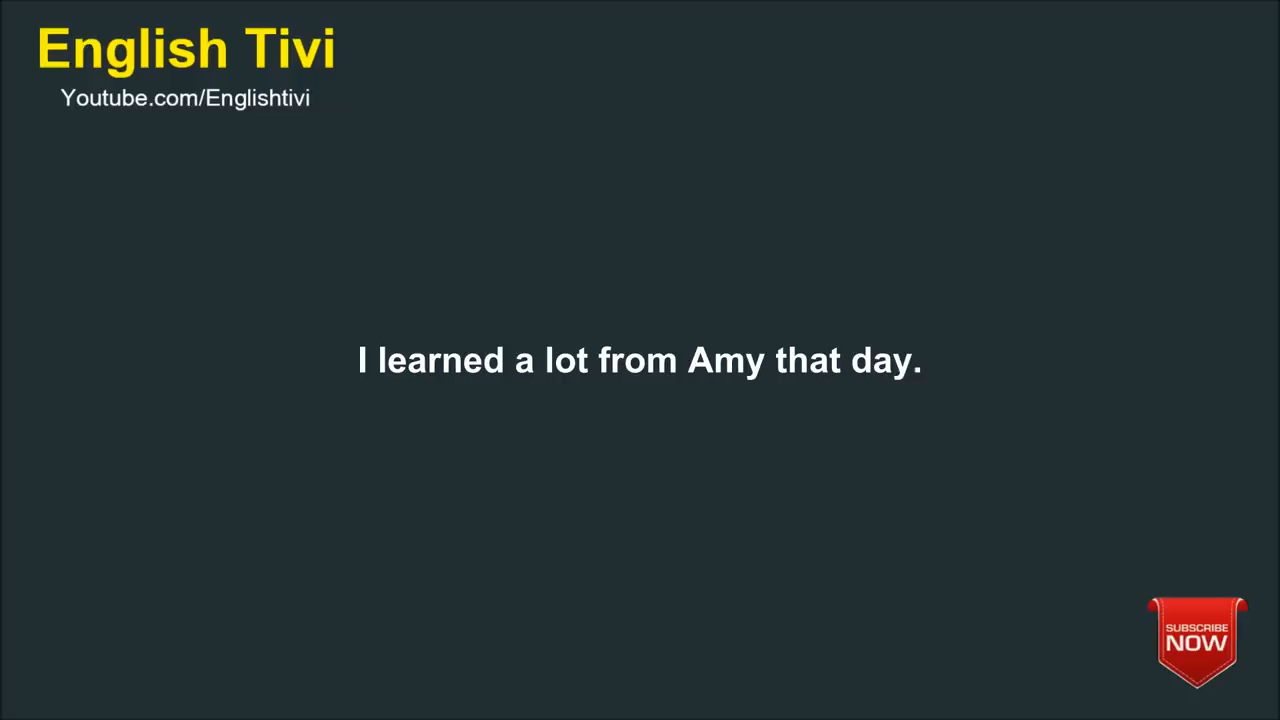 English Tivi
Youtube.com/Englishtivi
I learned a lot from Amy that day.
SUBSCRIBE
NOW